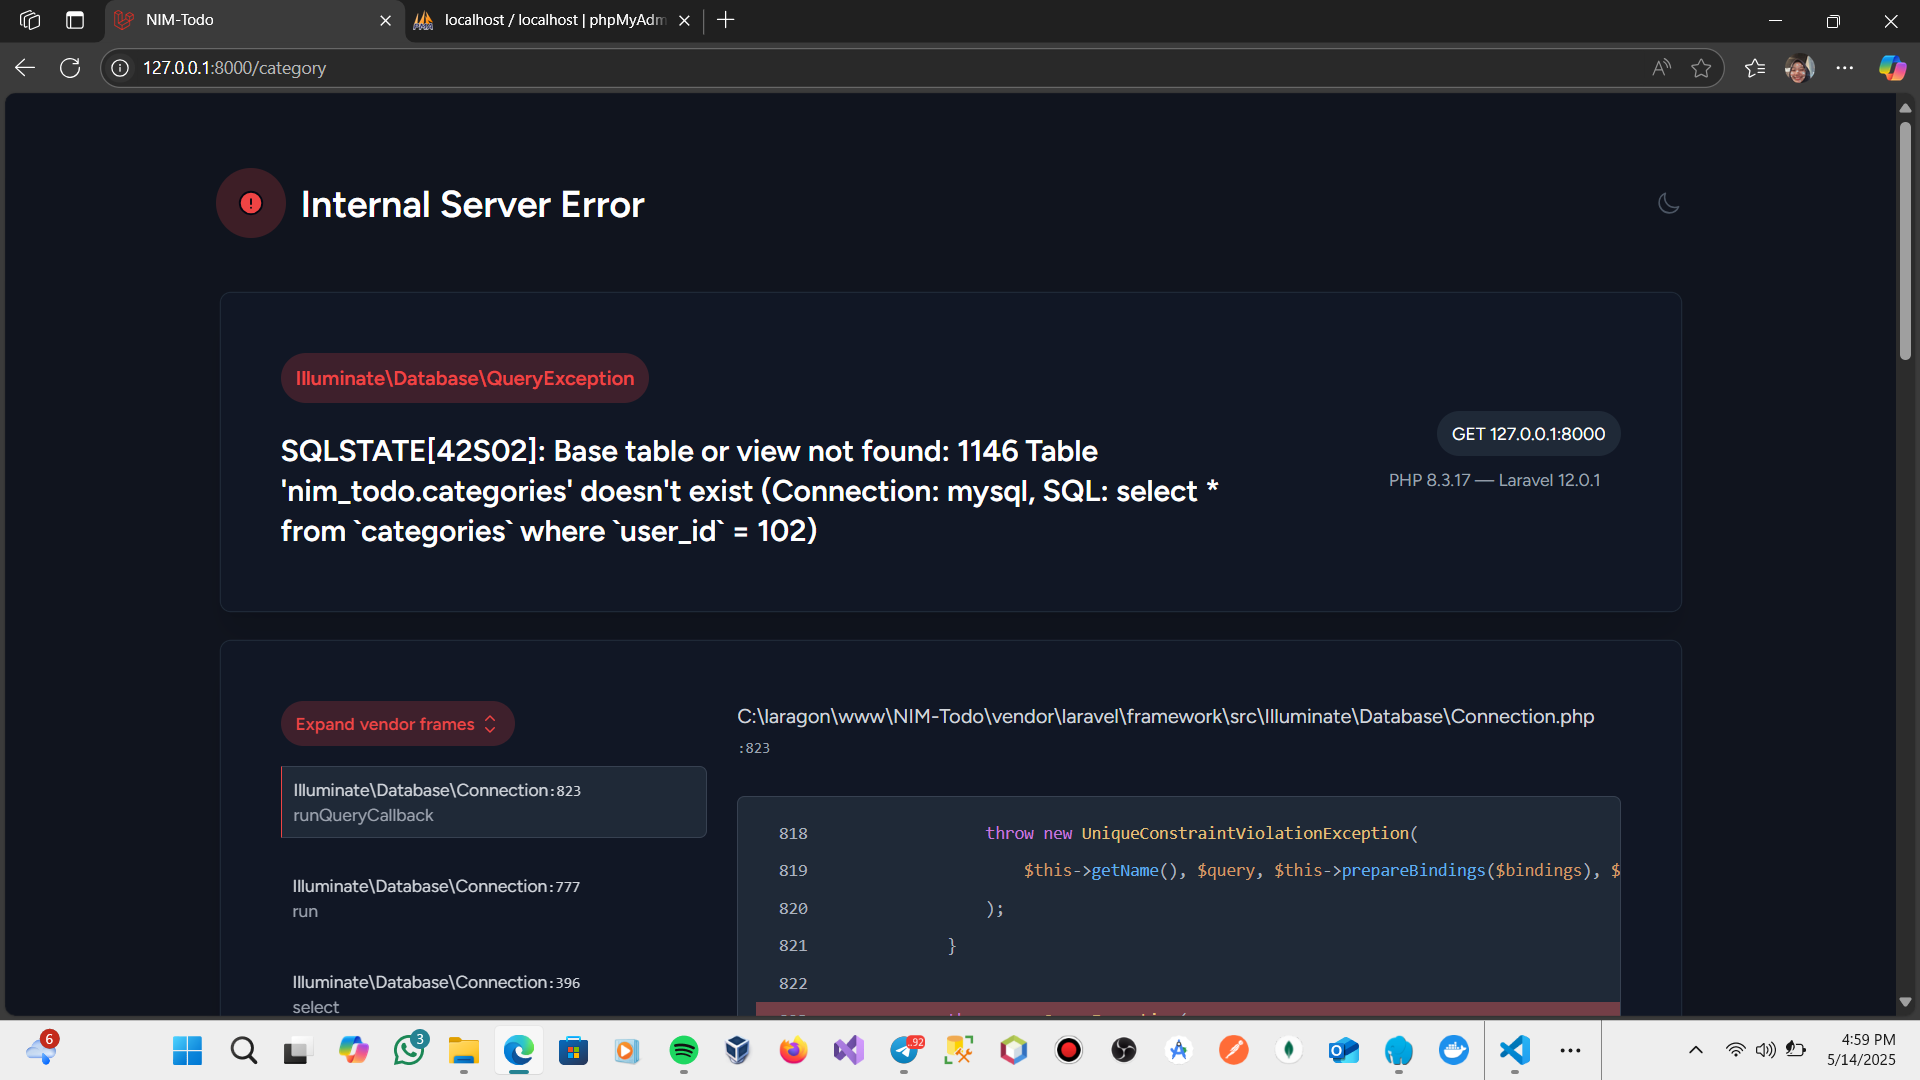 NIM-Todo
localhost / localhost | phpMyAdm
127.0.0.1:8000/category
Internal Server Error
Illuminate\Database\QueryException
SQLSTATE[42S02]: Base table or view not found: 1146 Table
'nim_todo.categories' doesn't exist (Connection: mysql, SQL: select *
from `categories` where `user_id` = 102)
GET 127.0.0.1:8000
PHP 8.3.17 — Laravel 12.0.1
Expand vendor frames
Illuminate\Database\Connection:823
runQueryCallback
Illuminate\Database\Connection:777
run
Illuminate\Database\Connection:396
select
C:\laragon\www\NIM-Todo\vendor\laravel\framework\src\Illuminate\Database\Connection.php
:823
818 throw new UniqueConstraintViolationException(
819 $this->getName(), $query, $this->prepareBindings($bindings), $
820 );
821 }
822
6
3
.92
4:59 PM
5/14/2025